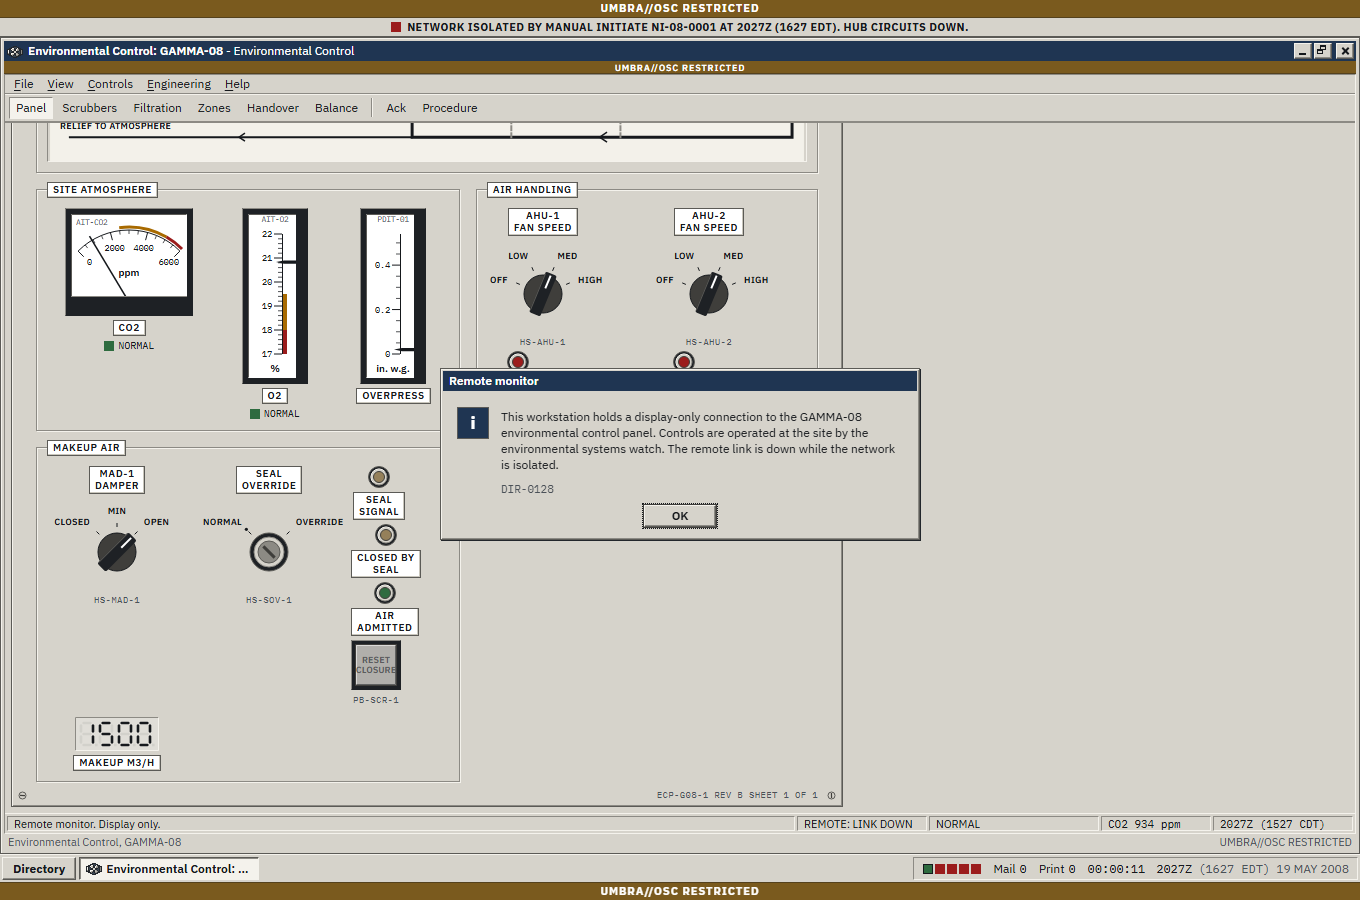 UMBRA//OSC RESTRICTED
NETWORK ISOLATED BY MANUAL INITIATE NI-08-0001 AT 2027Z (1627 EDT). HUB CIRCUITS DOWN.
Environmental Control: GAMMA-08 - Environmental Control
UMBRA//OSC RESTRICTED
File View Controls Engineering Help
Panel Scrubbers Filtration Zones Handover Balance Ack Procedure
RELIEF TO ATMOSPHERE
SITE ATMOSPHERE
AIT-CO2
0 2000 4000 6000
ppm
CO2
NORMAL
AIT-O2
22
21
20
19
18
17
%
O2
NORMAL
PDIT-01
0.4
0.2
0
in. w.g.
OVERPRESS
AIR HANDLING
AHU-1
FAN SPEED
OFF LOW MED HIGH
HS-AHU-1
AHU-2
FAN SPEED
OFF LOW MED HIGH
HS-AHU-2
Remote monitor
i
This workstation holds a display-only connection to the GAMMA-08
environmental control panel. Controls are operated at the site by the
environmental systems watch. The remote link is down while the network
is isolated.
DIR-0128
OK
MAKEUP AIR
MAD-1
DAMPER
CLOSED MIN OPEN
HS-MAD-1
SEAL
OVERRIDE
NORMAL OVERRIDE
HS-SOV-1
SEAL
SIGNAL
CLOSED BY
SEAL
AIR
ADMITTED
RESET
CLOSURE
PB-SCR-1
1500
MAKEUP M3/H
ECP-G08-1 REV B SHEET 1 OF 1
Remote monitor. Display only.
REMOTE: LINK DOWN
NORMAL
CO2 934 ppm
2027Z (1527 CDT)
Environmental Control, GAMMA-08
UMBRA//OSC RESTRICTED
Directory
Environmental Control: ...
Mail 0 Print 0 00:00:11 2027Z (1627 EDT) 19 MAY 2008
UMBRA//OSC RESTRICTED